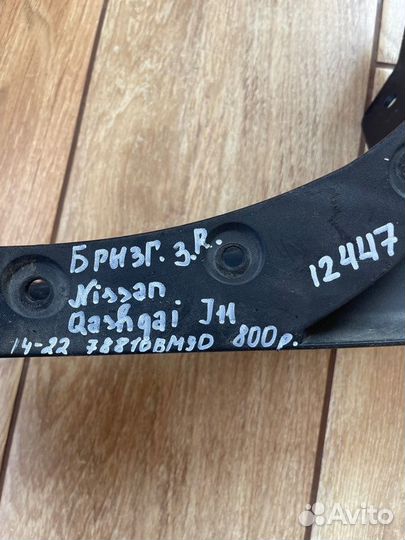 БРИЗГ. З.R.
Nissan
Qashqai J11
14-22 78810BM9D 800р.
12447
Avito